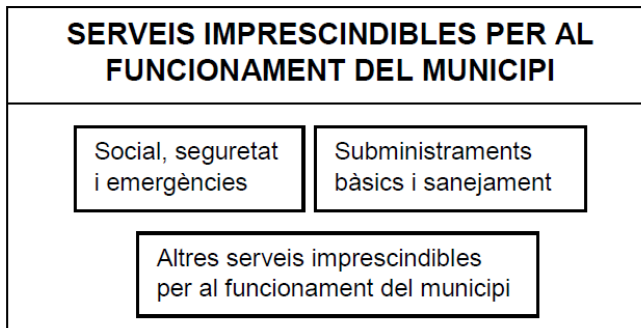 SERVEIS IMPRESCINDIBLES PER AL
FUNCIONAMENT DEL MUNICIPI
Social, seguretat
i emergències
Subministraments
bàsics i sanejament
Altres serveis imprescindibles
per al funcionament del municipi